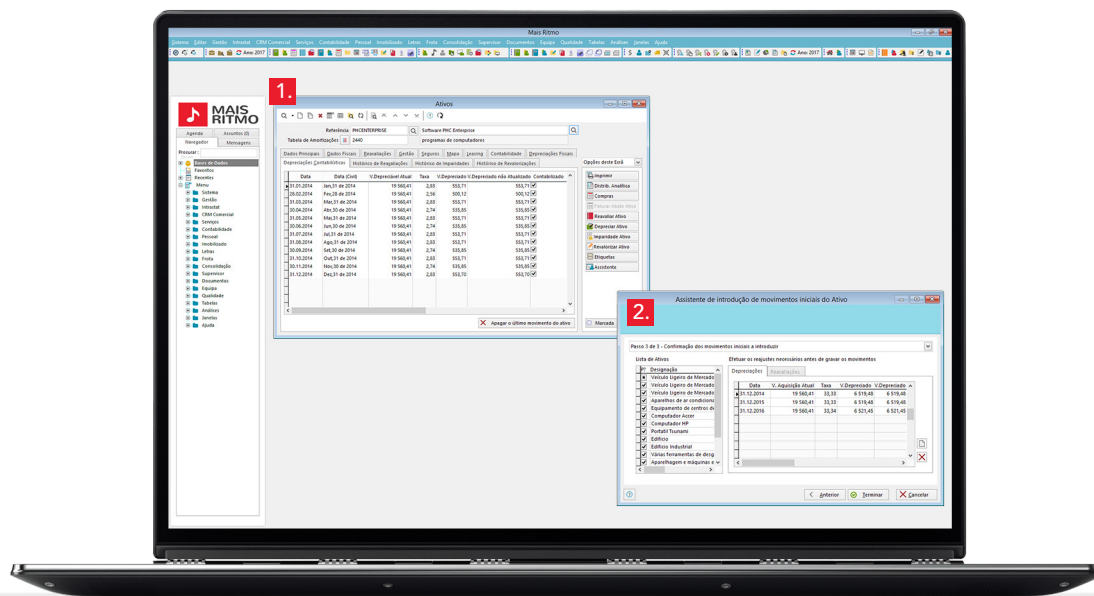 Mais Ritmo
Sistema Editar Gestão Intrastat CRM Comercial Serviços Contabilidade Pessoal Imobilizado Letras Frota Consolidação Supervisor Documentos Equipa Qualidade Tabelas Análises Janelas Ajuda
Ano: 2017
Ano: 2017
MAIS
RITMO
Agenda Assuntos (0)
Navegador Mensagens
Procurar :
Bases de Dados
Favoritos
Recentes
Menu
Sistema
Gestão
Intrastat
CRM Comercial
Serviços
Contabilidade
Pessoal
Imobilizado
Letras
Frota
Consolidação
Supervisor
Documentos
Equipa
Qualidade
Tabelas
Análises
Janelas
Ajuda
1.
Ativos
Referência PHCENTERPRISE Software PHC Enterprise
Tabela de Amortizações 2440 programas de computadores
Dados Principais Dados Fiscais Reavaliações Gestão Seguros Mapa Leasing Contabilidade Depreciações Fiscais
Depreciações Contabilísticas Histórico de Reavaliações Histórico de Imparidades Histórico de Revalorizações
Data Data (Civil) V.Depreciável Atual Taxa V.Depreciado V.Depreciado não Atualizado Contabilizado
31.01.2014 Jan,31 de 2014 19 560,41 2,83 553,71 553,71
28.02.2014 Fev,28 de 2014 19 560,41 2,56 500,12 500,12
31.03.2014 Mar,31 de 2014 19 560,41 2,83 553,71 553,71
30.04.2014 Abr,30 de 2014 19 560,41 2,74 535,85 535,85
31.05.2014 Mai,31 de 2014 19 560,41 2,83 553,71 553,71
30.06.2014 Jun,30 de 2014 19 560,41 2,74 535,85 535,85
31.07.2014 Jul,31 de 2014 19 560,41 2,83 553,71 553,71
31.08.2014 Ago,31 de 2014 19 560,41 2,83 553,71 553,71
30.09.2014 Set,30 de 2014 19 560,41 2,74 535,85 535,85
31.10.2014 Out,31 de 2014 19 560,41 2,83 553,71 553,71
30.11.2014 Nov,30 de 2014 19 560,41 2,74 535,85 535,85
31.12.2014 Dez,31 de 2014 19 560,41 2,83 553,70 553,70
Apagar o último movimento do ativo
Opções deste Ecrã
Imprimir
Distrib. Analítica
Compras
Reavaliar Ativo
Depreciar Ativo
Imparidade Ativo
Revalorizar Ativo
Etiquetas
Assistente
Marcada
2.
Assistente de introdução de movimentos iniciais do Ativo
Passo 3 de 3 - Confirmação dos movimentos iniciais a introduzir
Lista de Ativos
Designação
Veículo Ligeiro de Mercado
Veículo Ligeiro de Mercado
Veículo Ligeiro de Mercado
Aparelhos de ar condiciona
Equipamento de centros di
Computador Accer
Computador HP
Portatil Tsunami
Edifício
Edifício Industrial
Várias ferramentas de desg
Aparelhagem e máquinas e
Efetuar os reajustes necessários antes de gravar os movimentos
Depreciações Reavaliações
Data V. Aquisição Atual Taxa V.Depreciado V.Depreciado
31.12.2014 19 560,41 33,33 6 519,48 6 519,48
31.12.2015 19 560,41 33,33 6 519,48 6 519,48
31.12.2016 19 560,41 33,34 6 521,45 6 521,45
Anterior Terminar Cancelar